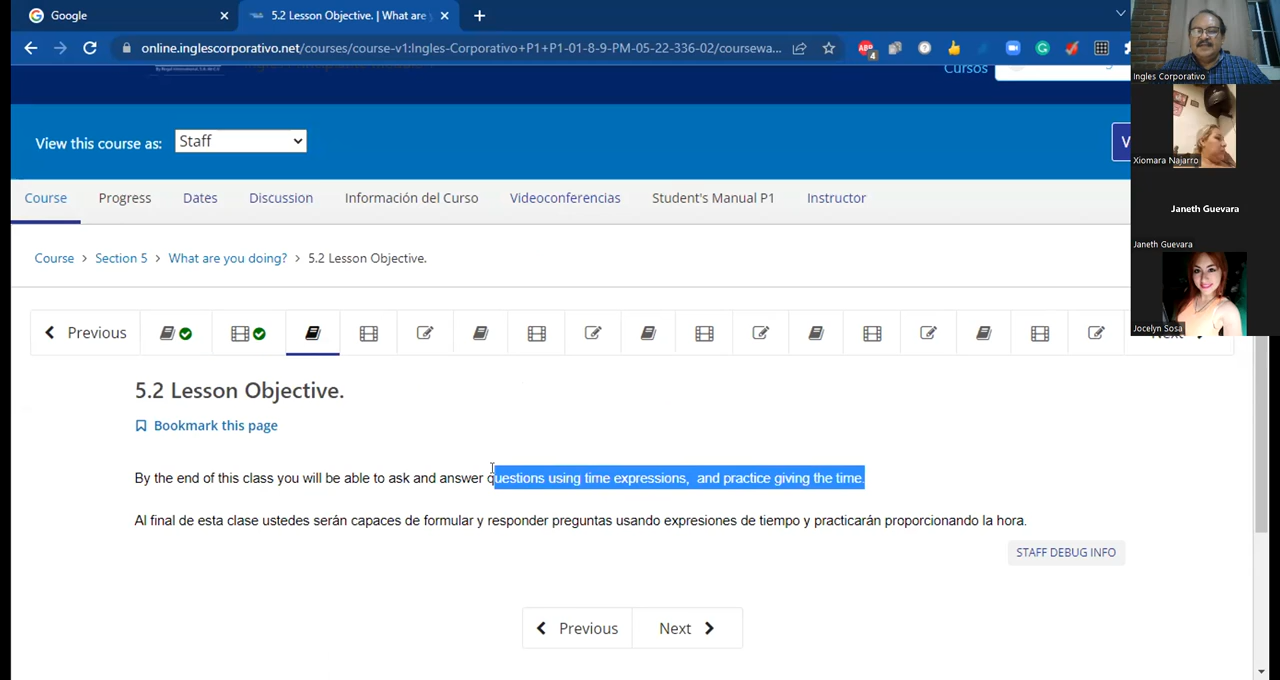 Google
5.2 Lesson Objective. | What are y
online.inglescorporativo.net/courses/course-v1:Ingles-Corporativo+P1+P1-01-8-9-PM-05-22-336-02/coursewa...
ABP
4
Cursos
Ingles Corporativo
View this course as:
Staff
V
Xiomara Najarro
Course
Progress
Dates
Discussion
Información del Curso
Videoconferencias
Student's Manual P1
Instructor
Janeth Guevara
Janeth Guevara
Course > Section 5 > What are you doing? > 5.2 Lesson Objective.
Jocelyn Sosa
Previous
Next
5.2 Lesson Objective.
Bookmark this page
By the end of this class you will be able to ask and answer questions using time expressions, and practice giving the time.
Al final de esta clase ustedes serán capaces de formular y responder preguntas usando expresiones de tiempo y practicarán proporcionando la hora.
STAFF DEBUG INFO
Previous
Next